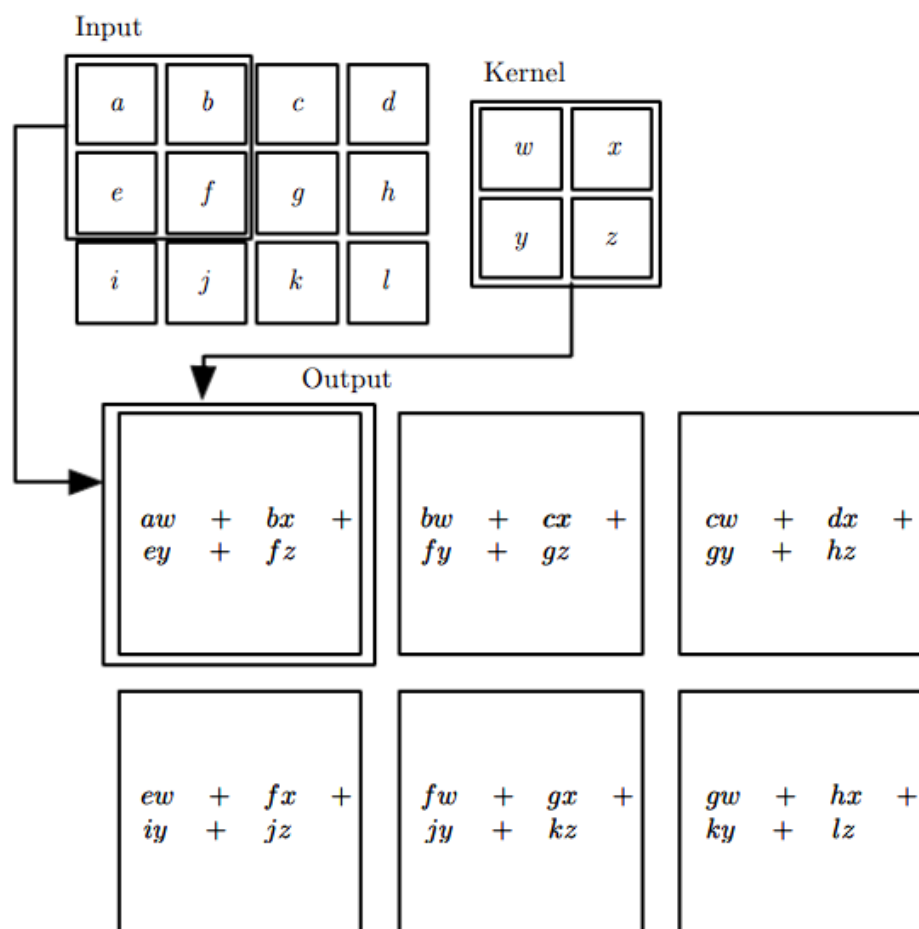 Input
Kernel
a b c d
w x
e f g h
y z
i j k l
Output
aw + bx +
ey + fz
bw + cx +
fy + gz
cw + dx +
gy + hz
ew + fx +
iy + jz
fw + gx +
jy + kz
gw + hx +
ky + lz